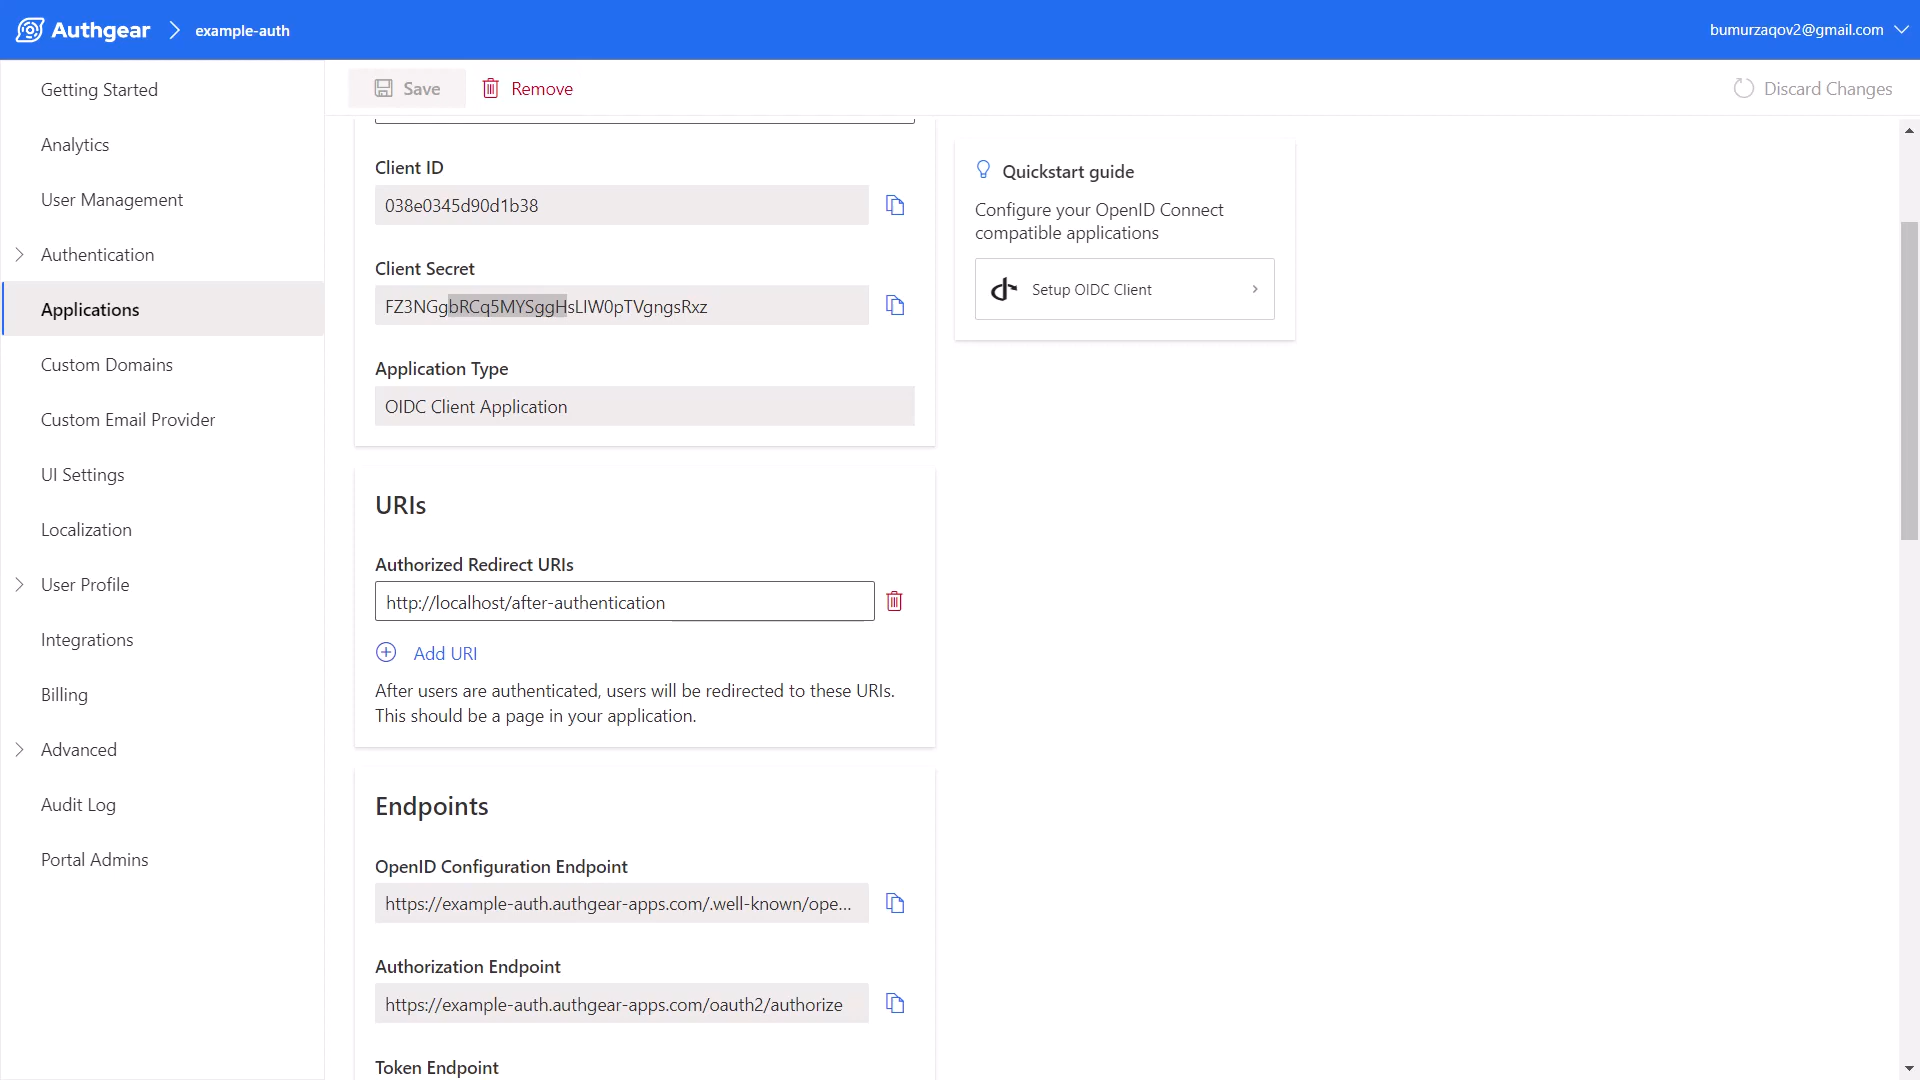 Authgear
example-auth
bumurzaqov2@gmail.com
Getting Started
Analytics
User Management
Authentication
Applications
Custom Domains
Custom Email Provider
UI Settings
Localization
User Profile
Integrations
Billing
Advanced
Audit Log
Portal Admins
Save
Remove
Discard Changes
Client ID
038e0345d90d1b38
Client Secret
FZ3NGgbRCq5MYSggHsLIW0pTVgngsRxz
Application Type
OIDC Client Application
Quickstart guide
Configure your OpenID Connect
compatible applications
Setup OIDC Client
URIs
Authorized Redirect URIs
http://localhost/after-authentication
Add URI
After users are authenticated, users will be redirected to these URIs.
This should be a page in your application.
Endpoints
OpenID Configuration Endpoint
https://example-auth.authgear-apps.com/.well-known/ope...
Authorization Endpoint
https://example-auth.authgear-apps.com/oauth2/authorize
Token Endpoint